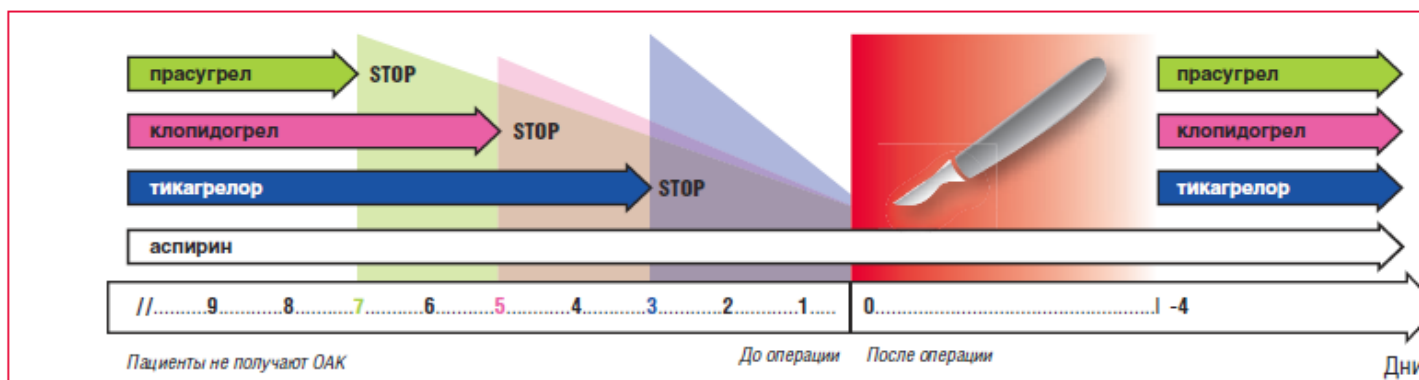 прасугрел STOP прасугрел
клопидогрел STOP клопидогрел
тикагрелор STOP тикагрелор
аспирин
//.......... 9 ............. 8 ............ 7 ............ 6 ............ 5 ............. 4 ............. 3 ............. 2 ............. 1 ..... 0 ....................................................... | -4
Пациенты не получают ОАК До операции После операции Дни